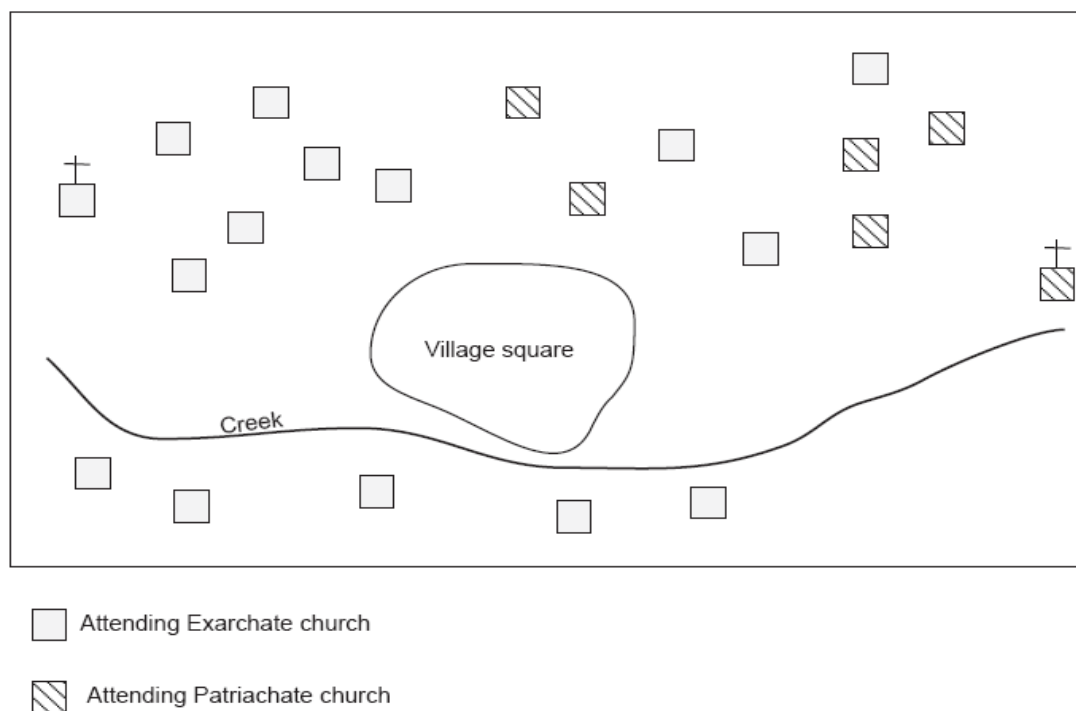 Village square
Creek
Attending Exarchate church
Attending Patriachate church